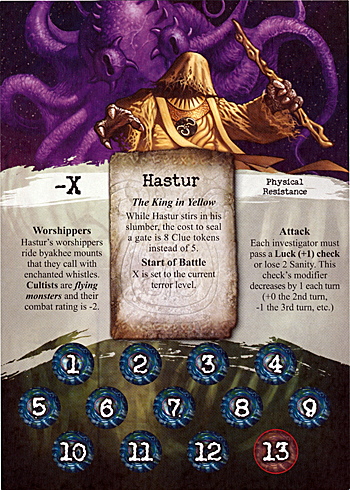 -X
Hastur
Physical
Resistance
The King in Yellow
While Hastur stirs in his
slumber, the cost to seal
a gate is 8 Clue tokens
instead of 5.
Start of Battle
X is set to the current
terror level.
Worshippers
Hastur's worshippers
ride byakhee mounts
that they call with
enchanted whistles.
Cultists are flying
monsters and their
combat rating is -2.
Attack
Each investigator must
pass a Luck (+1) check
or lose 2 Sanity. This
check's modifier
decreases by 1 each turn
(+0 the 2nd turn,
-1 the 3rd turn, etc.)
1 2 3 4
5 6 7 8 9
10 11 12 13